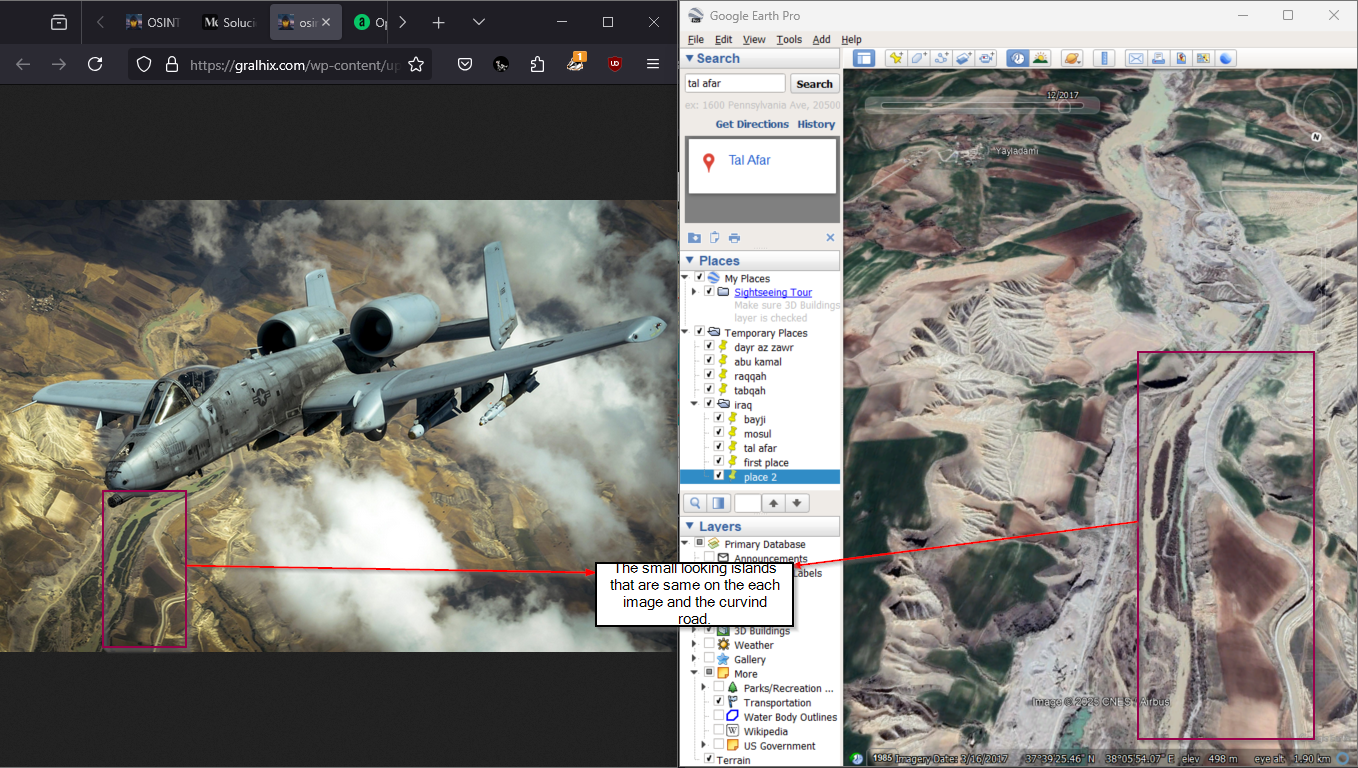 OSINT
Soluci
osin
Op
https://gralhix.com/wp-content/up
1
Google Earth Pro
File Edit View Tools Add Help
Search
tal afar
Search
ex: 1600 Pennsylvania Ave, 20500
Get Directions History
Tal Afar
Places
My Places
Sightseeing Tour
Make sure 3D Buildings
layer is checked
Temporary Places
dayr az zawr
abu kamal
raqqah
tabqah
iraq
bayji
mosul
tal afar
first place
place 2
Layers
Primary Database
Announcements
Labels
3D Buildings
Weather
Gallery
More
Parks/Recreation ...
Transportation
Water Body Outlines
Wikipedia
US Government
Terrain
The small looking islands
that are same on the each
image and the curvind
road.
12/2017
N
Yayladamı
Image © 2025 CNES / Airbus
1985 Imagery Date: 3/16/2017 37°39'25.46" N 38°05'54.07" E elev 498 m eye alt 1.90 km